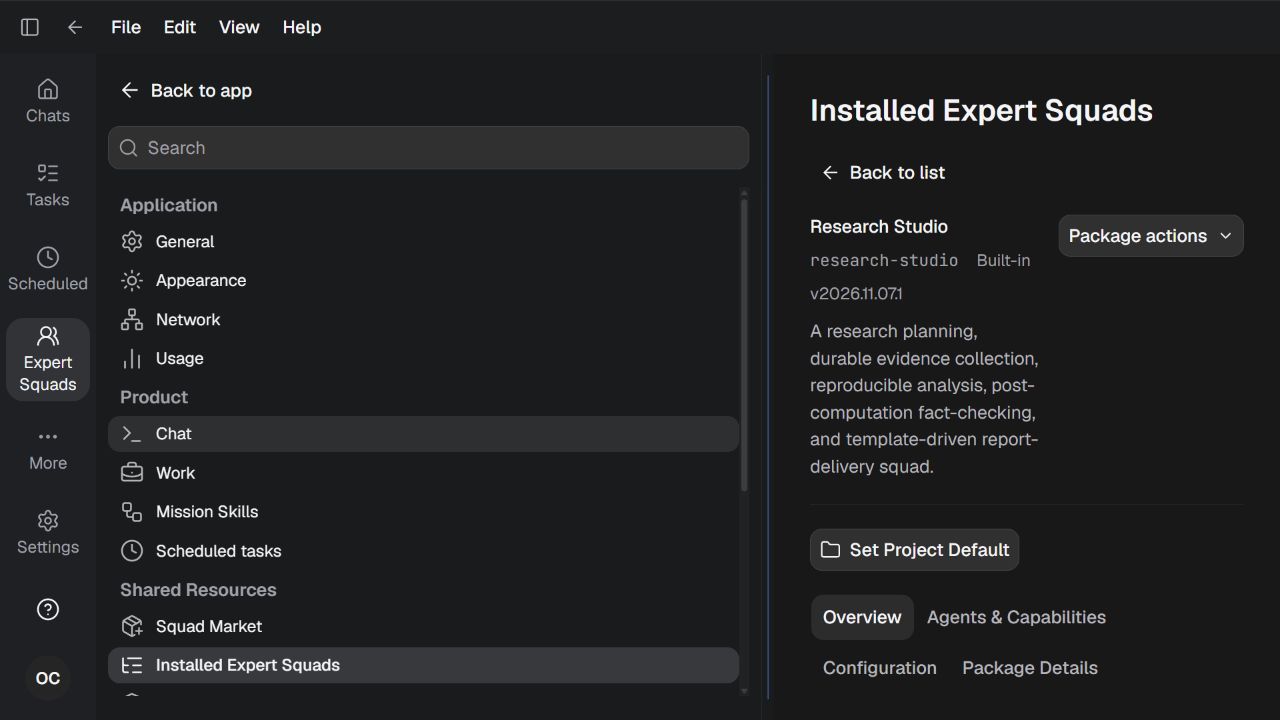 File Edit View Help
Chats
Tasks
Scheduled
Expert
Squads
More
Settings
OC
Back to app
Search
Application
General
Appearance
Network
Usage
Product
Chat
Work
Mission Skills
Scheduled tasks
Shared Resources
Squad Market
Installed Expert Squads
Installed Expert Squads
Back to list
Research Studio
Package actions
research-studio Built-in
v2026.11.07.1
A research planning,
durable evidence collection,
reproducible analysis, post-
computation fact-checking,
and template-driven report-
delivery squad.
Set Project Default
Overview Agents & Capabilities
Configuration Package Details